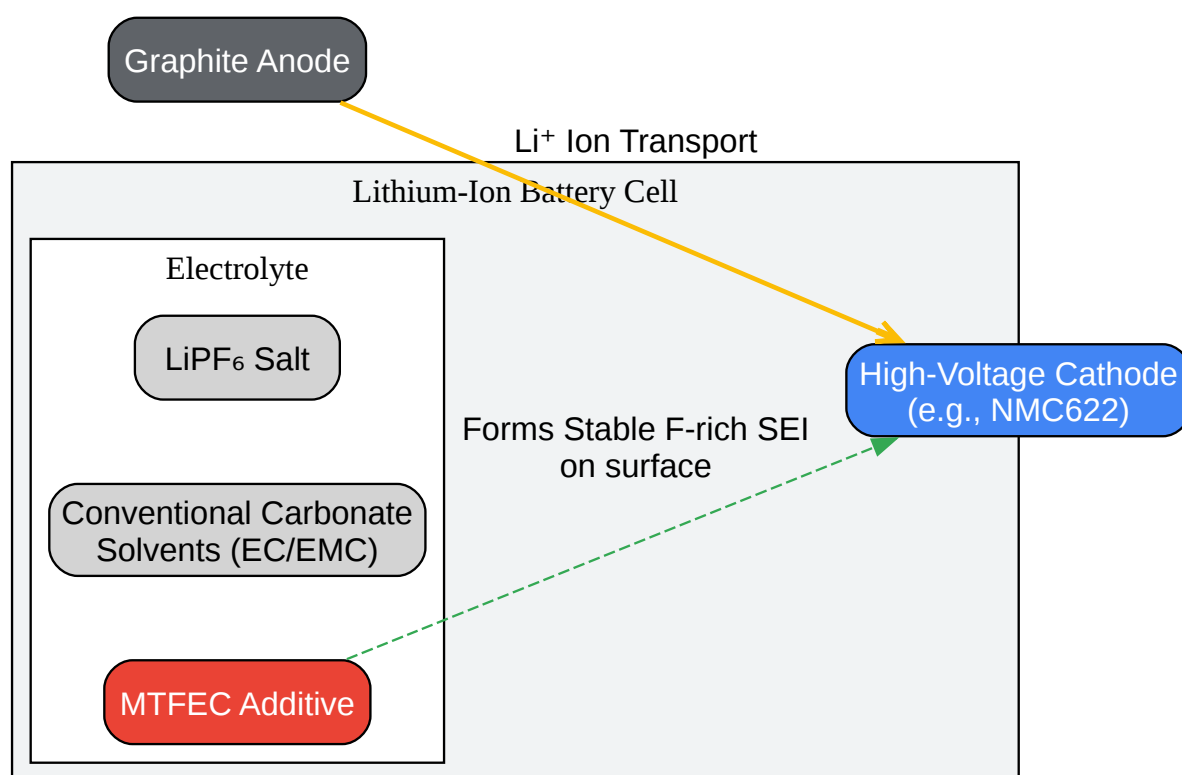 Graphite Anode
Li⁺ Ion Transport
Lithium-Ion Battery Cell
Electrolyte
LiPF₆ Salt
High-Voltage Cathode
(e.g., NMC622)
Forms Stable F-rich SEI
on surface
Conventional Carbonate
Solvents (EC/EMC)
MTFEC Additive